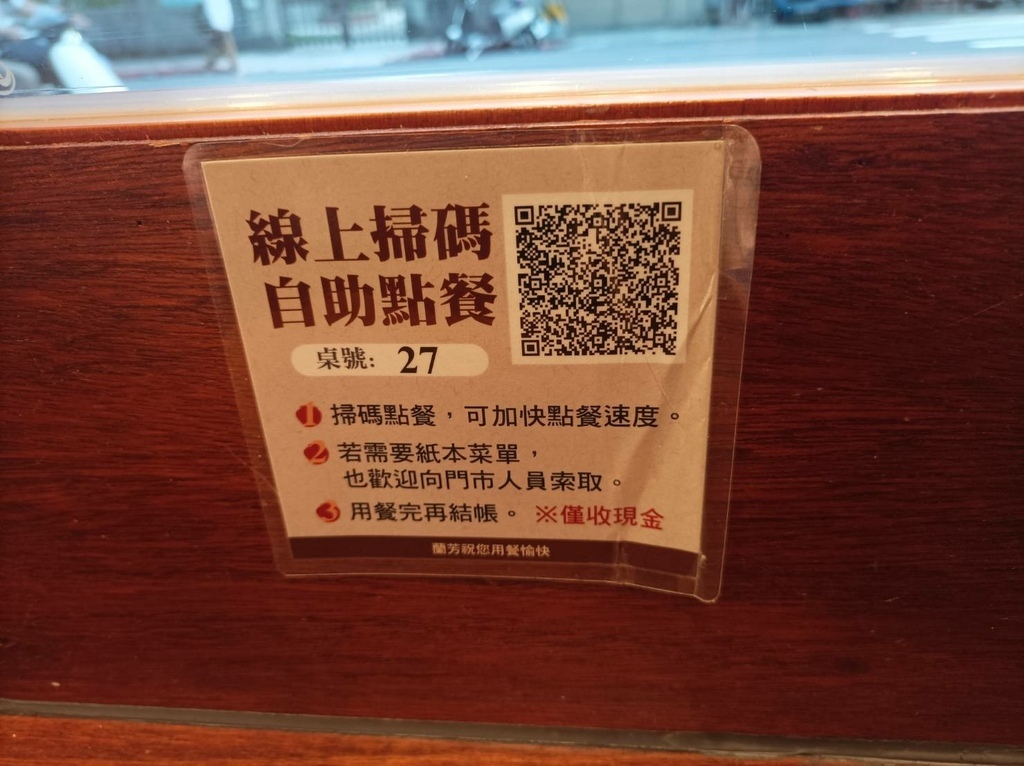 線上掃碼
自助點餐
桌號: 27
1 掃碼點餐，可加快點餐速度。
2 若需要紙本菜單，
也歡迎向門市人員索取。
3 用餐完再結帳。 ※僅收現金
蘭芳祝您用餐愉快